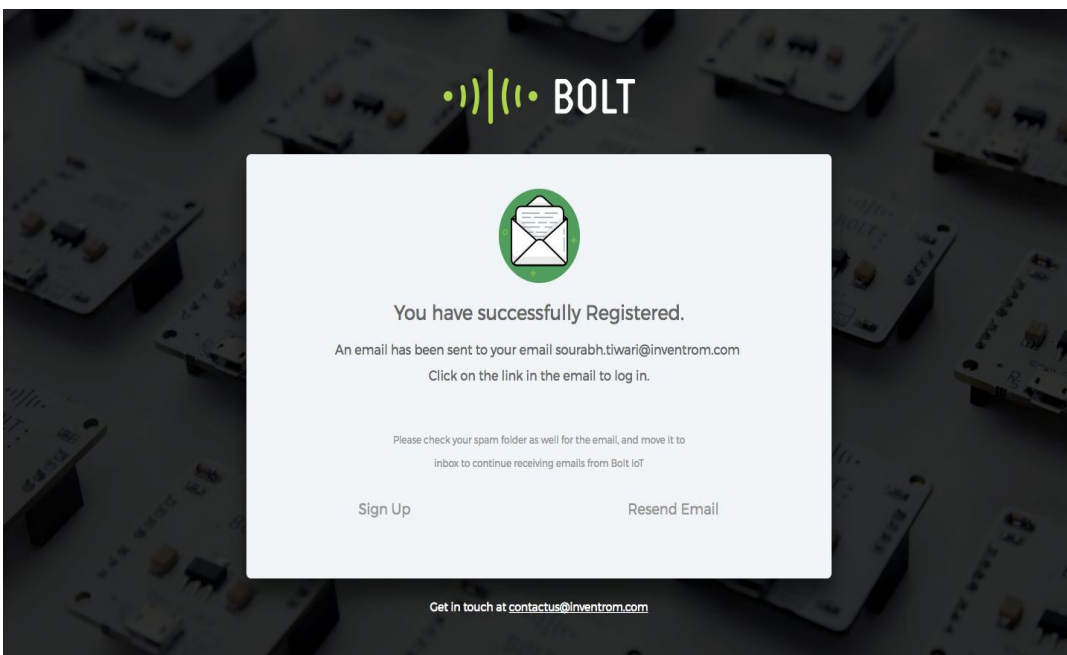 BOLT
You have successfully Registered.
An email has been sent to your email sourabh.tiwari@inventrom.com
Click on the link in the email to log in.
Please check your spam folder as well for the email, and move it to
inbox to continue receiving emails from Bolt IoT
Sign Up
Resend Email
Get in touch at contactus@inventrom.com
BOLT